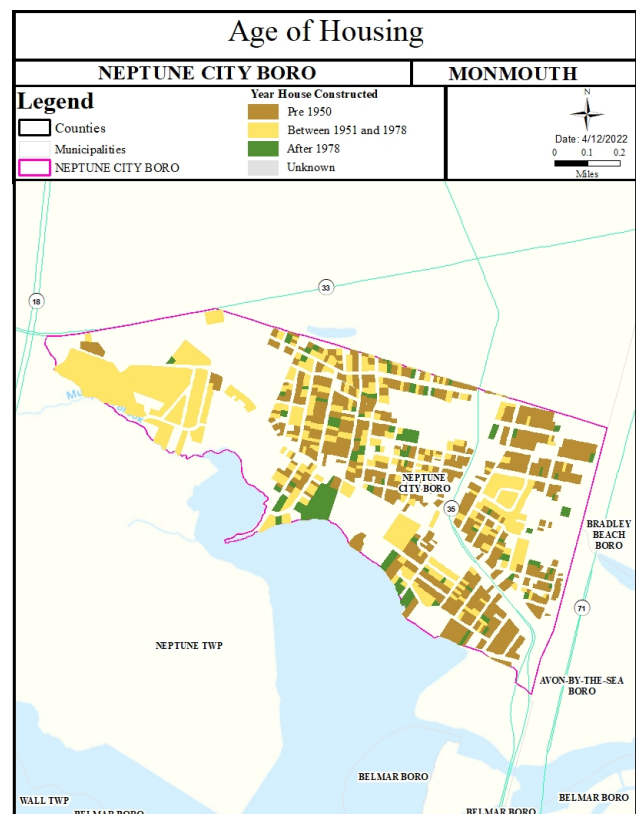 Age of Housing
NEPTUNE CITY BORO
MONMOUTH
Legend
Counties
Municipalities
NEPTUNE CITY BORO
Year House Constructed
Pre 1950
Between 1951 and 1978
After 1978
Unknown
N
Date: 4/12/2022
0 0.1 0.2
Miles
18
33
NEPTUNE
CITY BORO
35
BRADLEY
BEACH
BORO
71
NEPTUNE TWP
AVON-BY-THE-SEA
BORO
BELMAR BORO
WALL TWP
BELMAR BORO
BELMAR BORO
BELMAR BORO